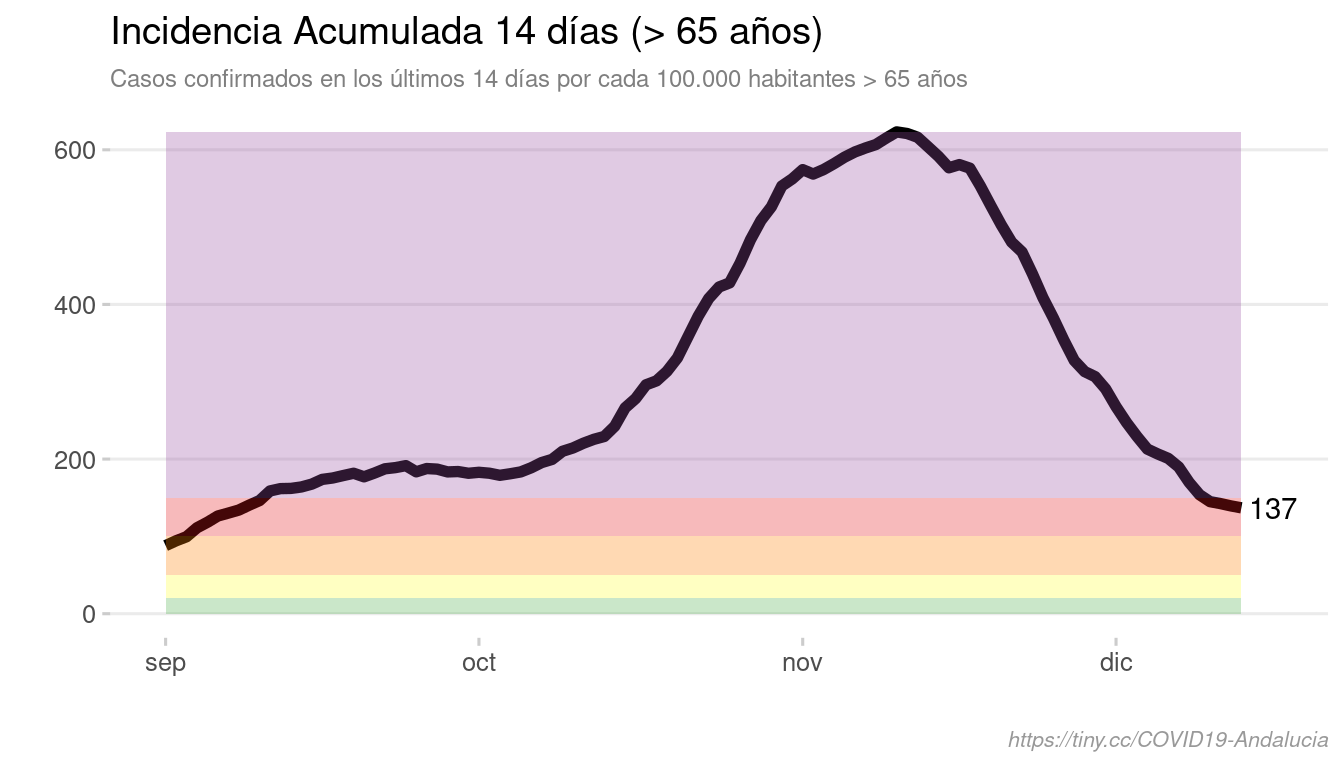 Incidencia Acumulada 14 días (> 65 años)
Casos confirmados en los últimos 14 días por cada 100.000 habitantes > 65 años
600
400
200
0
137
sep oct nov dic
https://tiny.cc/COVID19-Andalucia